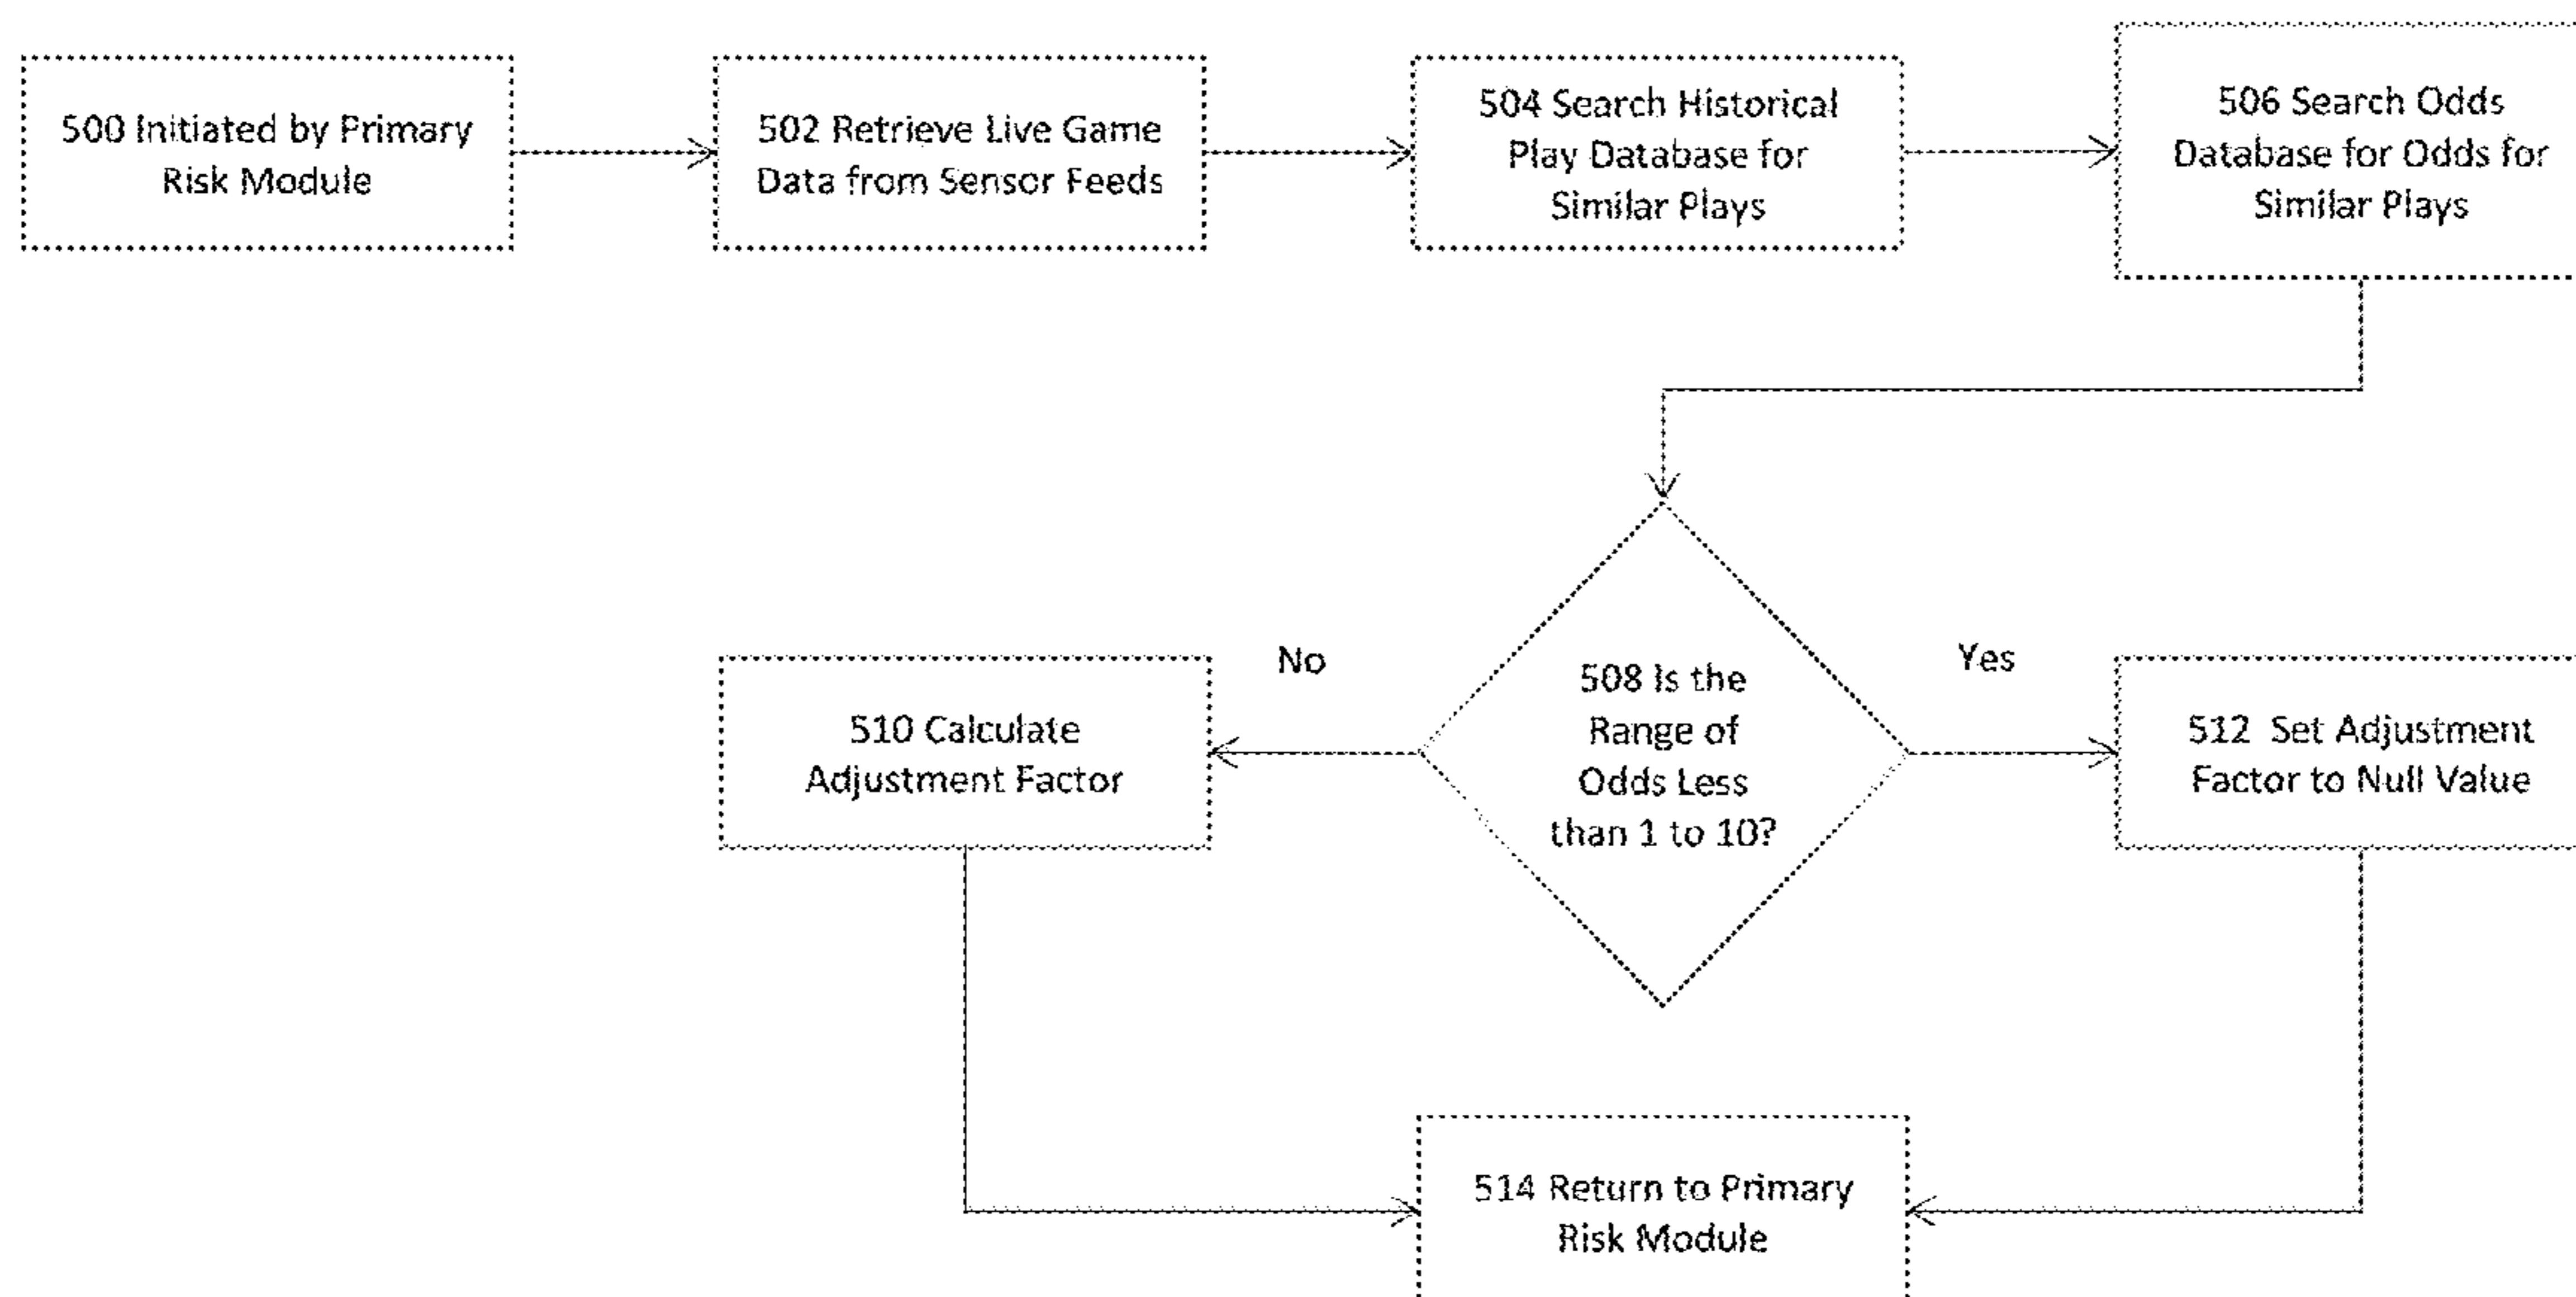 500 Initiated by Primary
Risk Module
502 Retrieve Live Game
Data from Sensor Feeds
504 Search Historical
Play Database for
Similar Plays
506 Search Odds
Database for Odds for
Similar Plays
508 Is the
Range of
Odds Less
than 1 to 10?
No
Yes
510 Calculate
Adjustment Factor
512 Set Adjustment
Factor to Null Value
514 Return to Primary
Risk Module